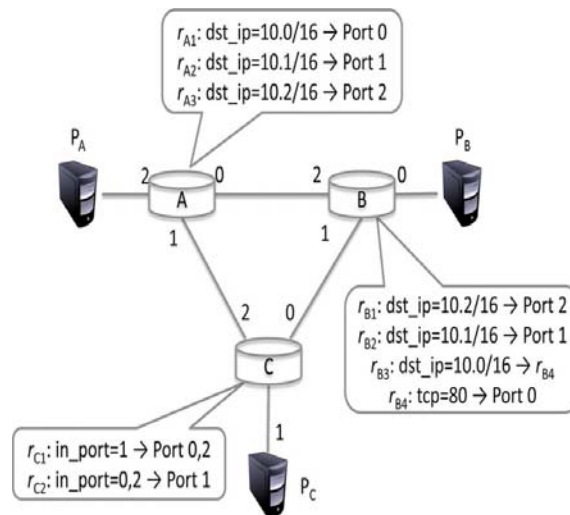 r_A1: dst_ip=10.0/16 → Port 0
r_A2: dst_ip=10.1/16 → Port 1
r_A3: dst_ip=10.2/16 → Port 2
P_A
P_B
2
A
0
2
B
0
1
1
2
0
C
1
r_B1: dst_ip=10.2/16 → Port 2
r_B2: dst_ip=10.1/16 → Port 1
r_B3: dst_ip=10.0/16 → r_B4
r_B4: tcp=80 → Port 0
r_C1: in_port=1 → Port 0,2
r_C2: in_port=0,2 → Port 1
P_C